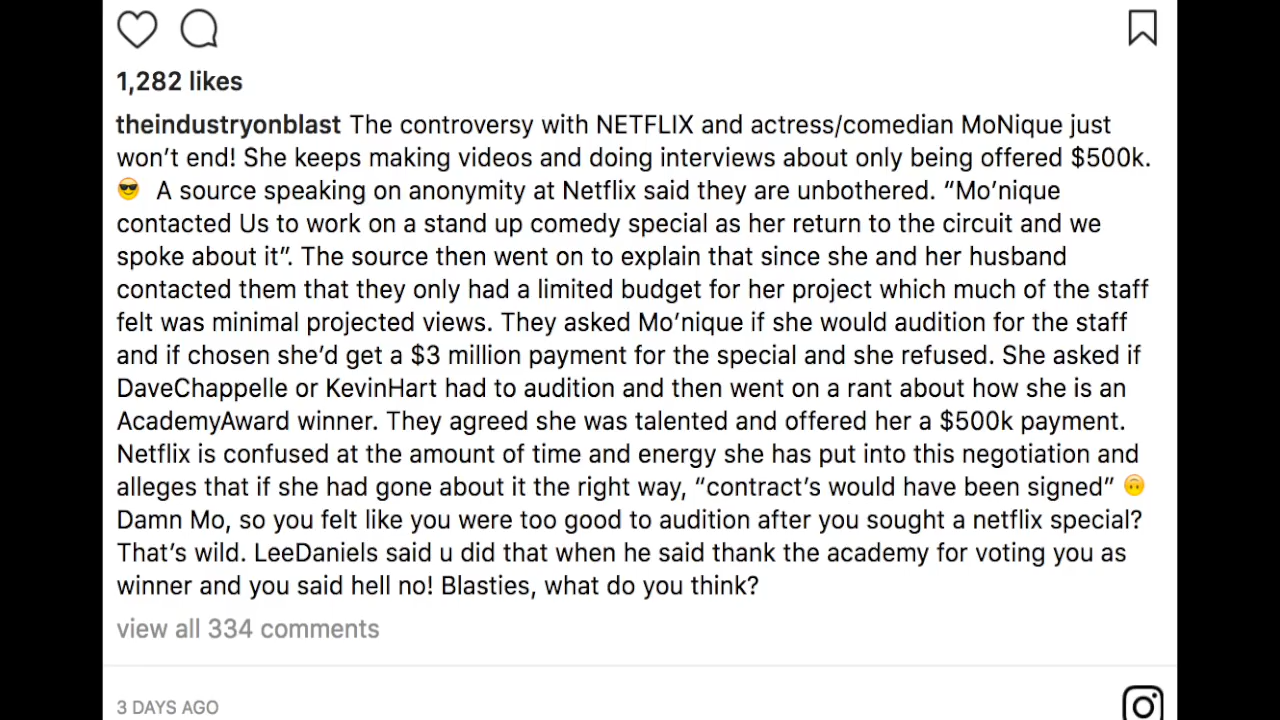 1,282 likes
theindustryonblast The controversy with NETFLIX and actress/comedian MoNique just
won't end! She keeps making videos and doing interviews about only being offered $500k.
😎 A source speaking on anonymity at Netflix said they are unbothered. “Mo’nique
contacted Us to work on a stand up comedy special as her return to the circuit and we
spoke about it”. The source then went on to explain that since she and her husband
contacted them that they only had a limited budget for her project which much of the staff
felt was minimal projected views. They asked Mo’nique if she would audition for the staff
and if chosen she’d get a $3 million payment for the special and she refused. She asked if
DaveChappelle or KevinHart had to audition and then went on a rant about how she is an
AcademyAward winner. They agreed she was talented and offered her a $500k payment.
Netflix is confused at the amount of time and energy she has put into this negotiation and
alleges that if she had gone about it the right way, “contract’s would have been signed” 🙃
Damn Mo, so you felt like you were too good to audition after you sought a netflix special?
That’s wild. LeeDaniels said u did that when he said thank the academy for voting you as
winner and you said hell no! Blasties, what do you think?
view all 334 comments
3 DAYS AGO